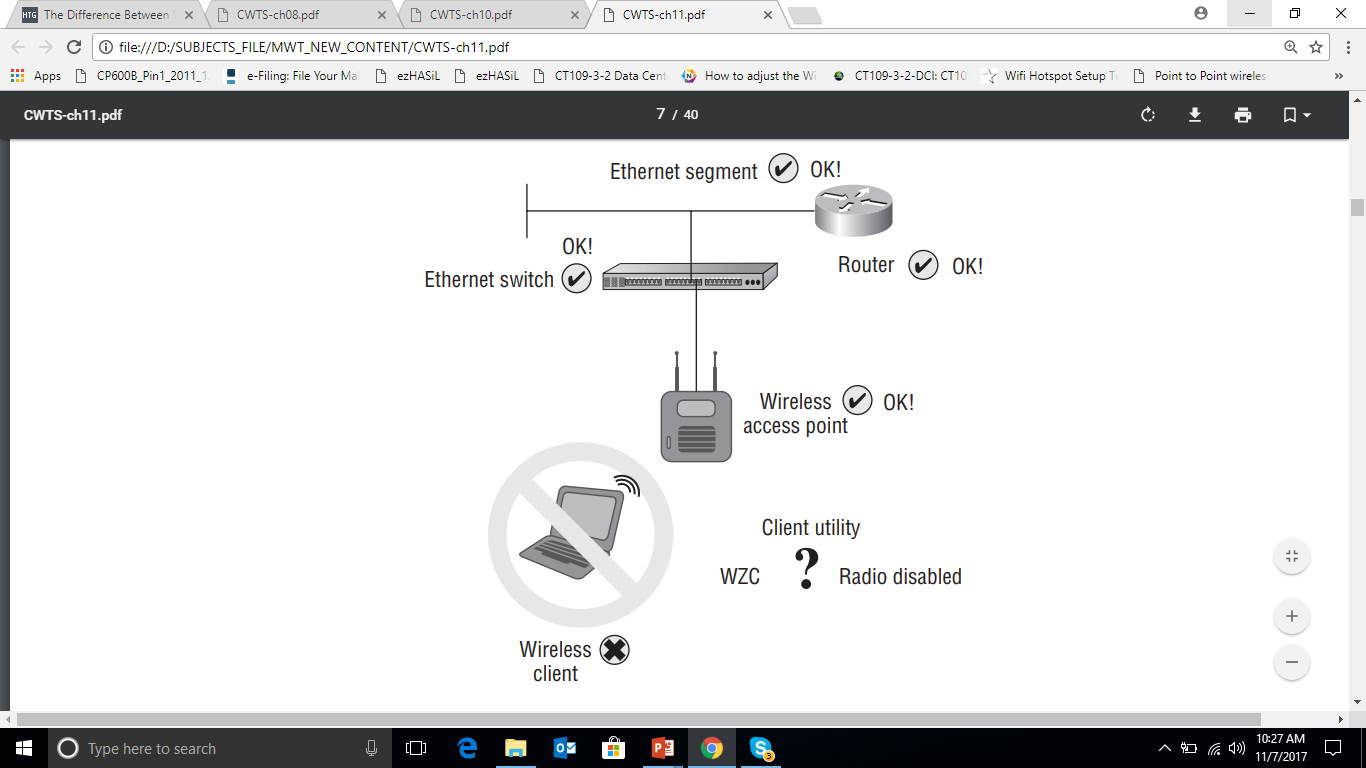 HTG
The Difference Between
CWTS-ch08.pdf
CWTS-ch10.pdf
CWTS-ch11.pdf
file:///D:/SUBJECTS_FILE/MWT_NEW_CONTENT/CWTS-ch11.pdf
Apps
CP600B_Pin1_2011_1
e-Filing: File Your Ma
ezHASiL
ezHASiL
CT109-3-2 Data Cent
How to adjust the Wi
CT109-3-2-DCI: CT10
Wifi Hotspot Setup T
Point to Point wireles
»
CWTS-ch11.pdf
7 / 40
Ethernet segment ✔ OK!
OK!
Ethernet switch ✔
Router ✔ OK!
Wireless ✔ OK!
access point
Client utility
WZC ? Radio disabled
Wireless ✖
client
Type here to search
3
10:27 AM
11/7/2017